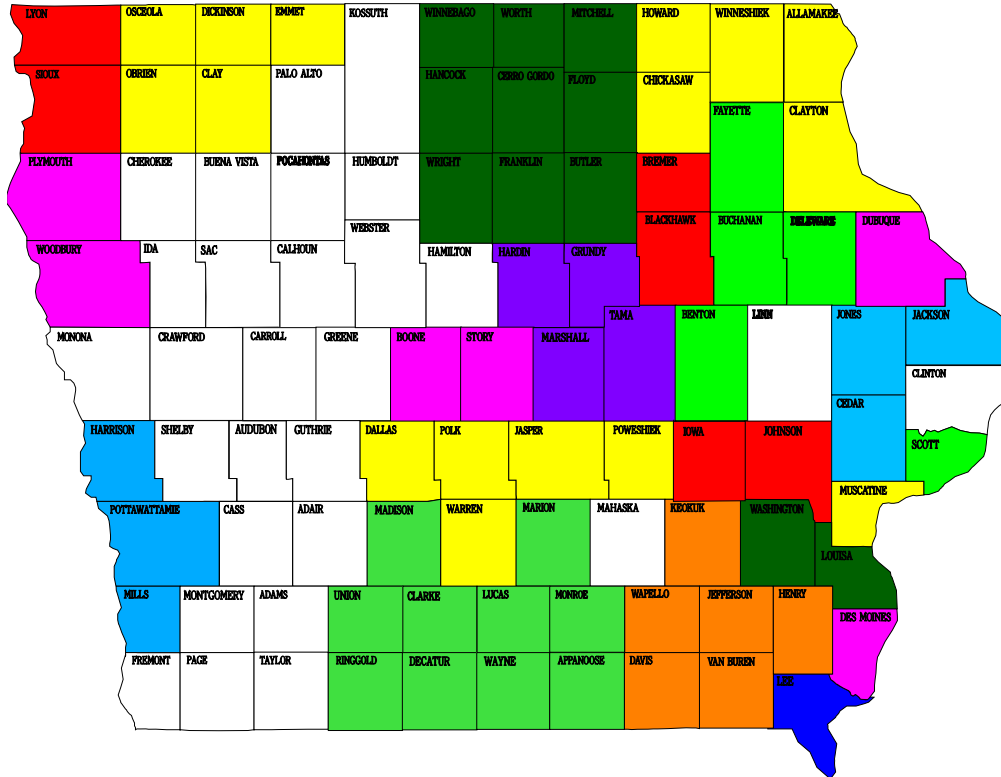 LYON
OSCEOLA
DICKINSON
EMMET
KOSSUTH
WINNEBAGO
WORTH
MITCHELL
HOWARD
WINNESHIEK
ALLAMAKEE
SIOUX
OBRIEN
CLAY
PALO ALTO
HANCOCK
CERRO GORDO
FLOYD
CHICKASAW
FAYETTE
CLAYTON
PLYMOUTH
CHEROKEE
BUENA VISTA
POCAHONTAS
HUMBOLDT
WRIGHT
FRANKLIN
BUTLER
BREMER
BLACKHAWK
BUCHANAN
DELEWARE
DUBUQUE
WEBSTER
WOODBURY
IDA
SAC
CALHOUN
HAMILTON
HARDIN
GRUNDY
TAMA
BENTON
LINN
JONES
JACKSON
MONONA
CRAWFORD
CARROLL
GREENE
BOONE
STORY
MARSHALL
CLINTON
CEDAR
HARRISON
SHELBY
AUDUBON
GUTHRIE
DALLAS
POLK
JASPER
POWESHIEK
IOWA
JOHNSON
SCOTT
MUSCATINE
POTTAWATTAMIE
CASS
ADAIR
MADISON
WARREN
MARION
MAHASKA
KEOKUK
WASHINGTON
LOUISA
MILLS
MONTGOMERY
ADAMS
UNION
CLARKE
LUCAS
MONROE
WAPELLO
JEFFERSON
HENRY
DES MOINES
FREMONT
PAGE
TAYLOR
RINGGOLD
DECATUR
WAYNE
APPANOOSE
DAVIS
VAN BUREN
LEE